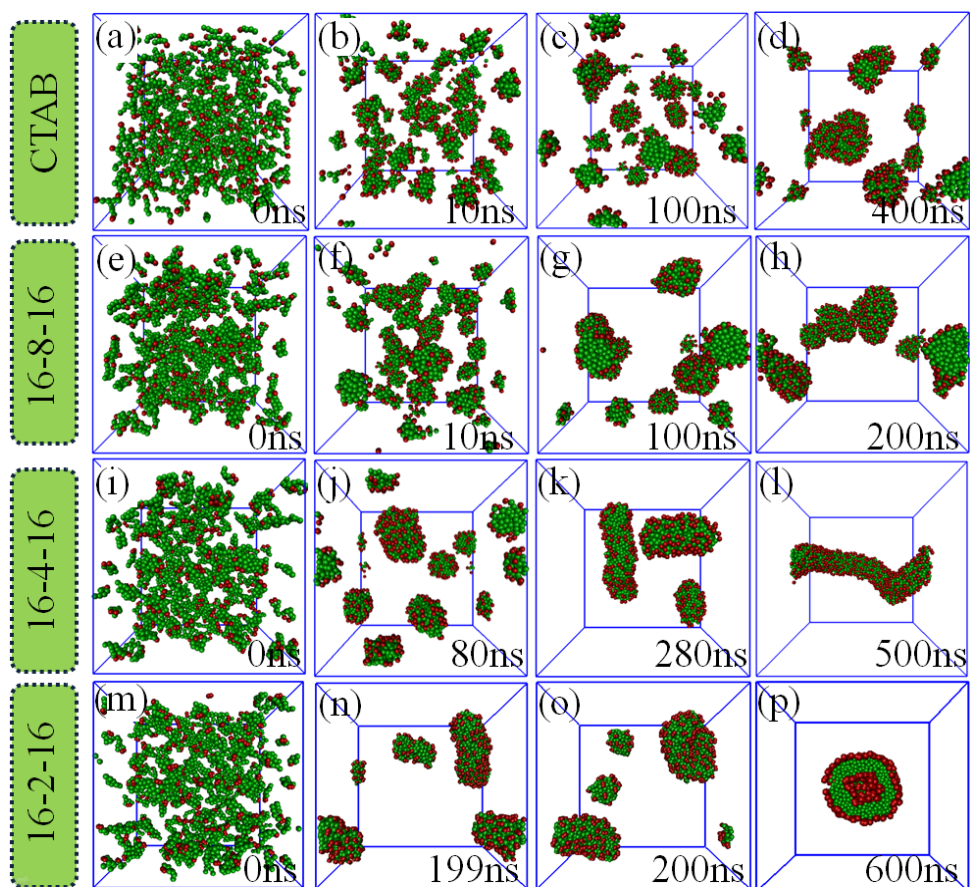 CTAB
(a)
0ns
(b)
10ns
(c)
100ns
(d)
400ns
16-8-16
(e)
0ns
(f)
10ns
(g)
100ns
(h)
200ns
16-4-16
(i)
0ns
(j)
80ns
(k)
280ns
(l)
500ns
16-2-16
(m)
0ns
(n)
199ns
(o)
200ns
(p)
600ns